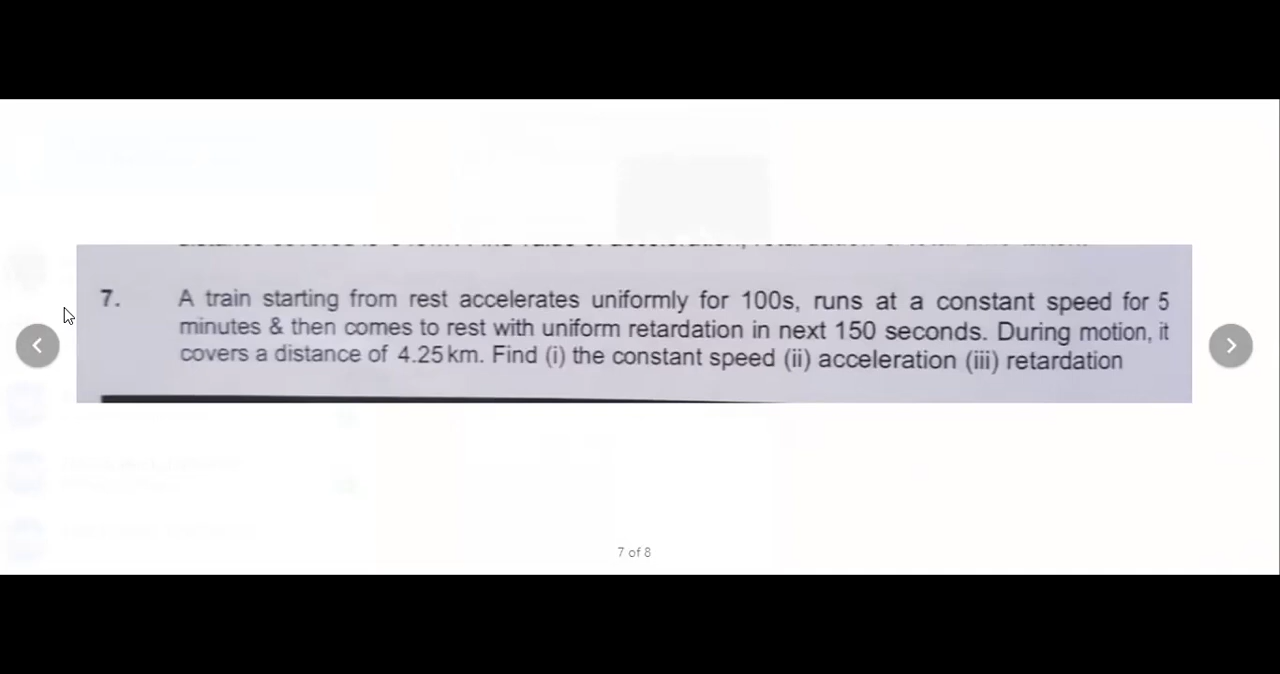 7. A train starting from rest accelerates uniformly for 100s, runs at a constant speed for 5
minutes & then comes to rest with uniform retardation in next 150 seconds. During motion, it
covers a distance of 4.25 km. Find (i) the constant speed (ii) acceleration (iii) retardation
7 of 8